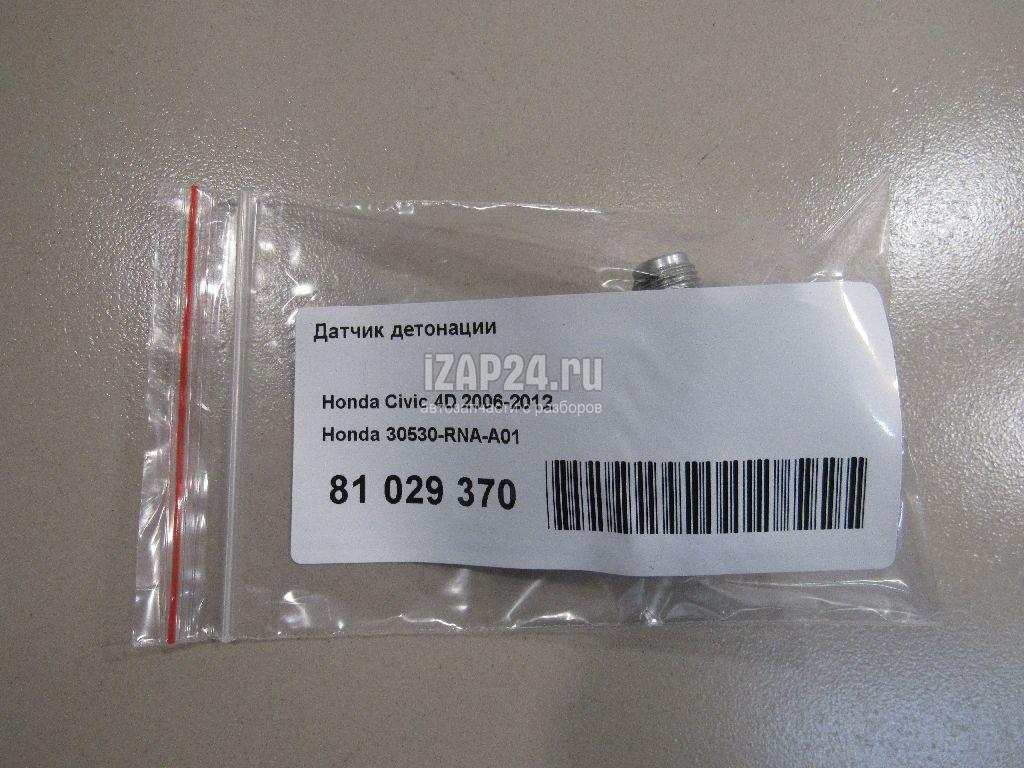 Датчик детонации
iZAP24.ru
Honda Civic 4D 2006-2012
автозапчасти с разборов
Honda 30530-RNA-A01
81 029 370